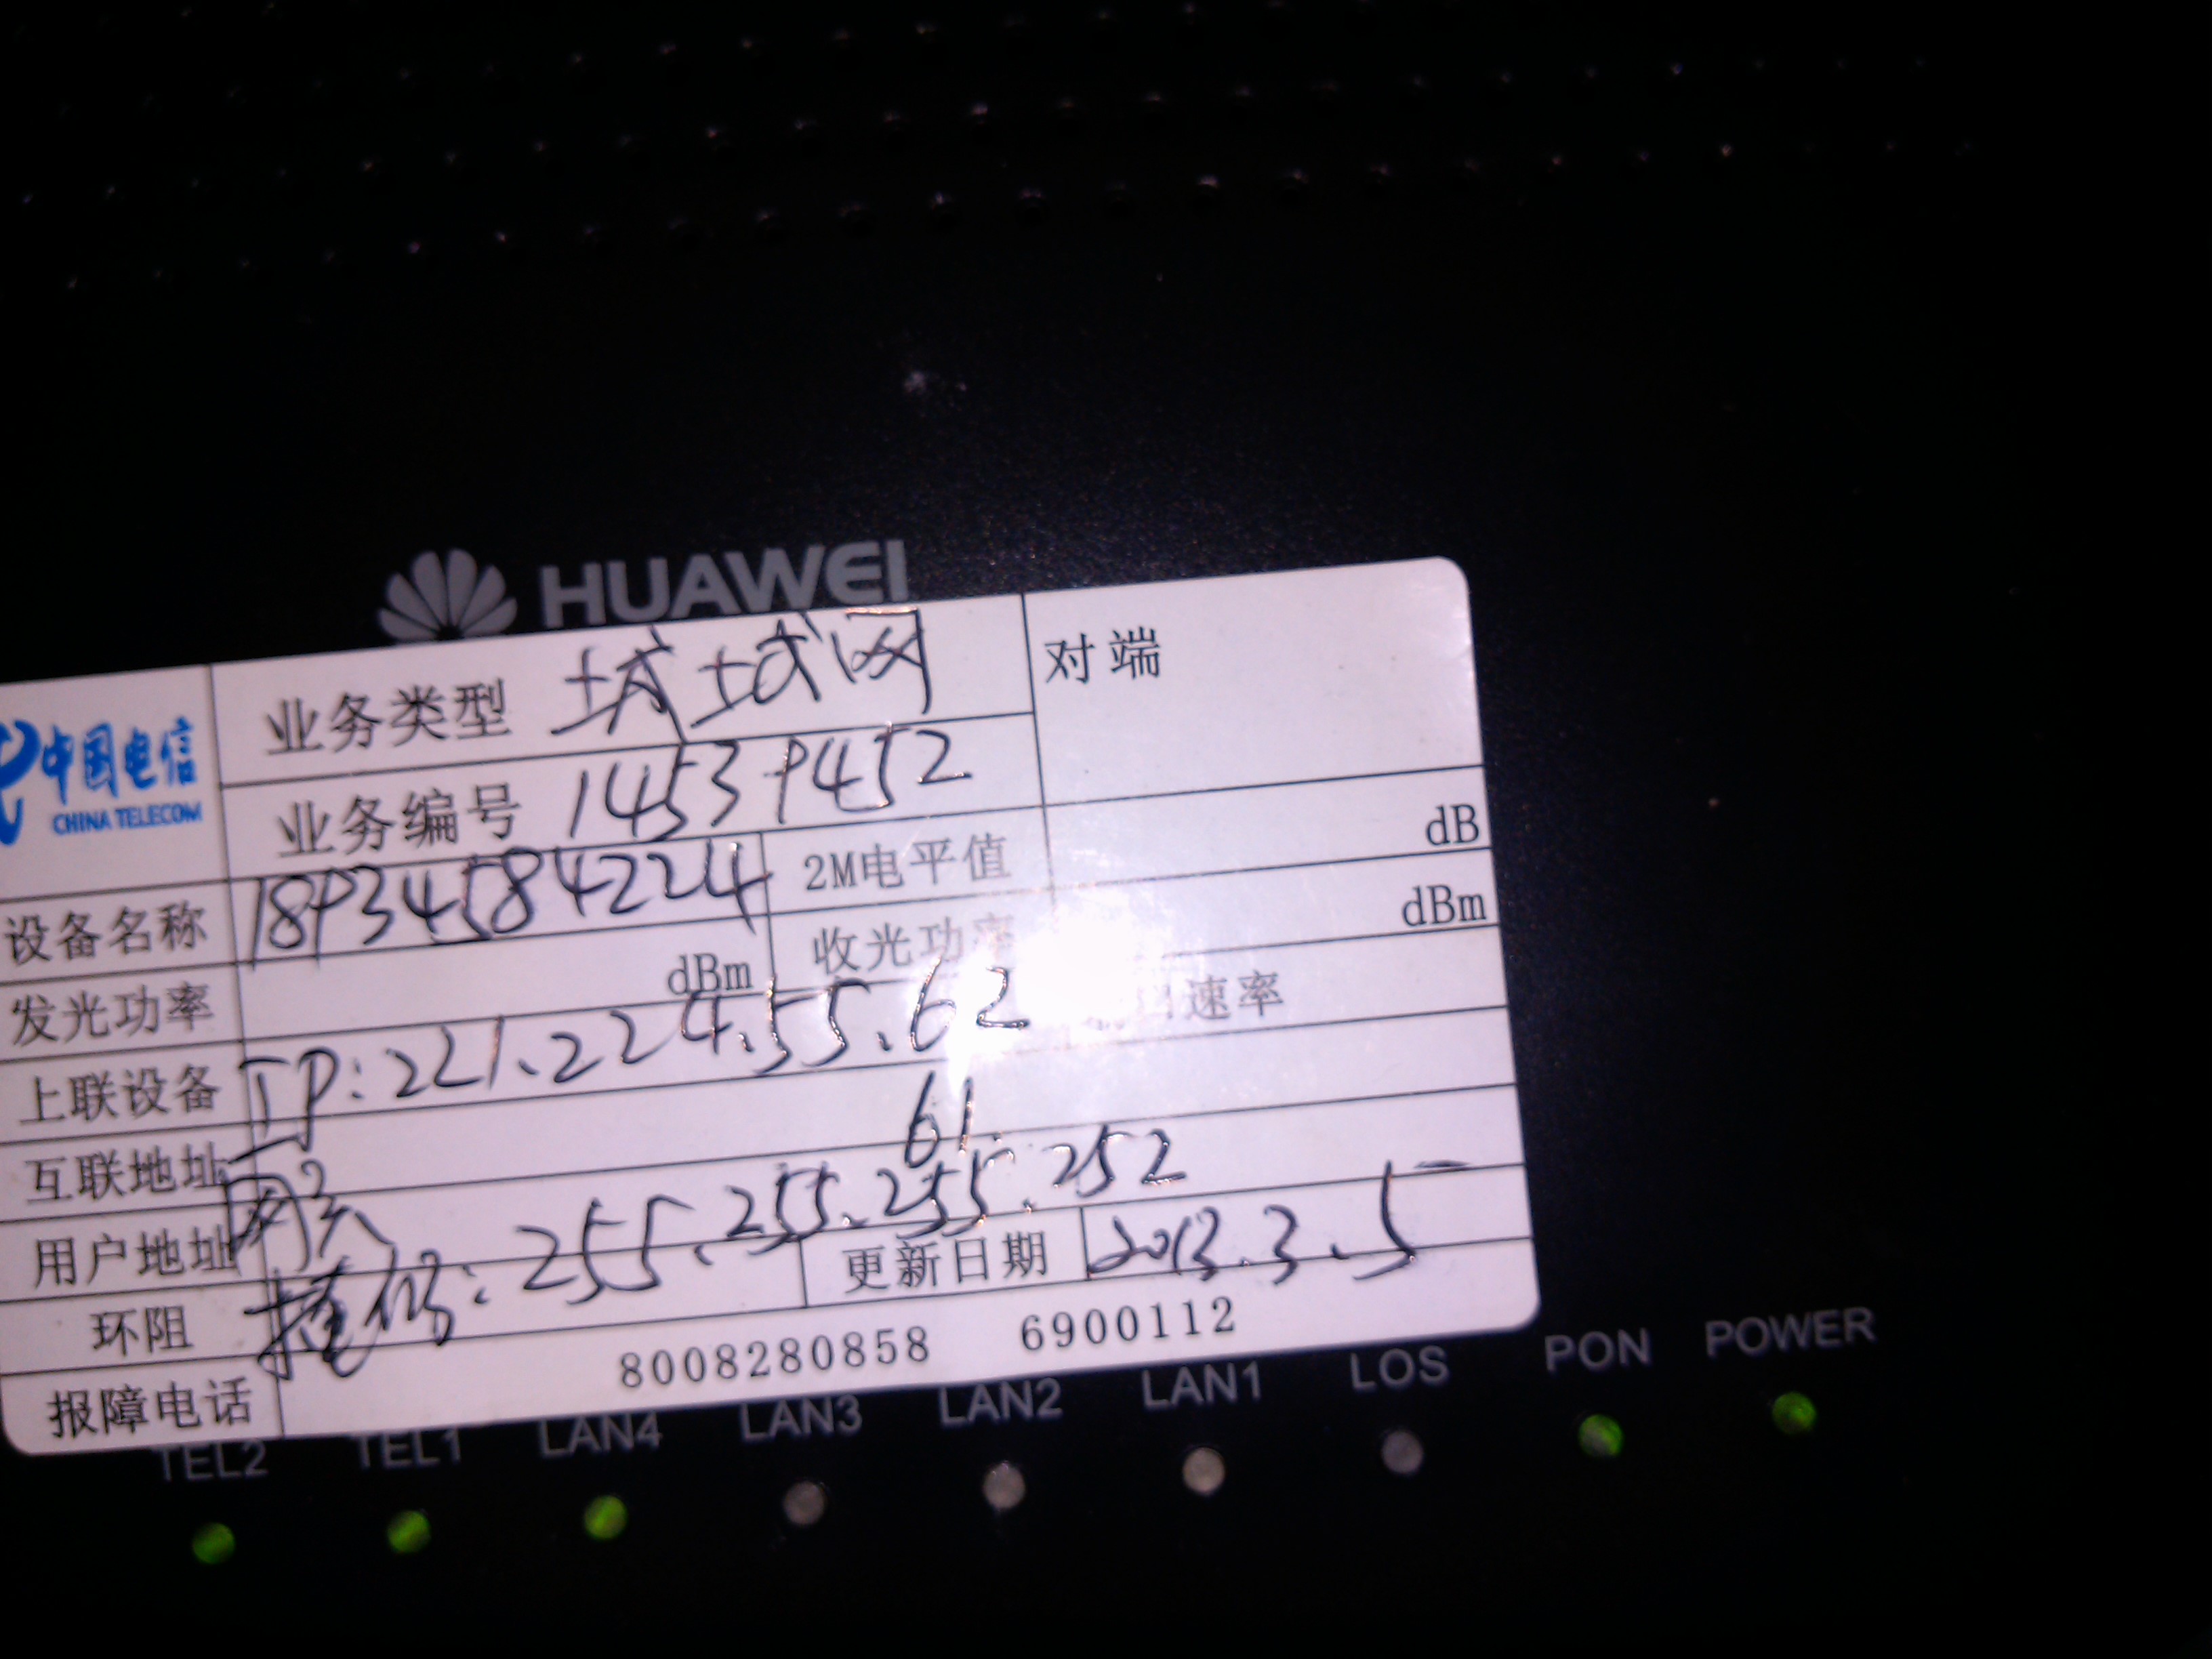 HUAWEI
中国电信
CHINA TELECOM
业务类型 城域网
对端
业务编号 14539452
设备名称 18934584224
2M电平值 dB
发光功率 dBm
收光功率 dBm
上联设备 IP:221.224.55.62
口速率
互联地址
网关 61
用户地址
掩码:255.255.255.252
环阻
更新日期 2013.3.5
报障电话 8008280858 6900112
TEL2 TEL1 LAN4 LAN3 LAN2 LAN1 LOS PON POWER